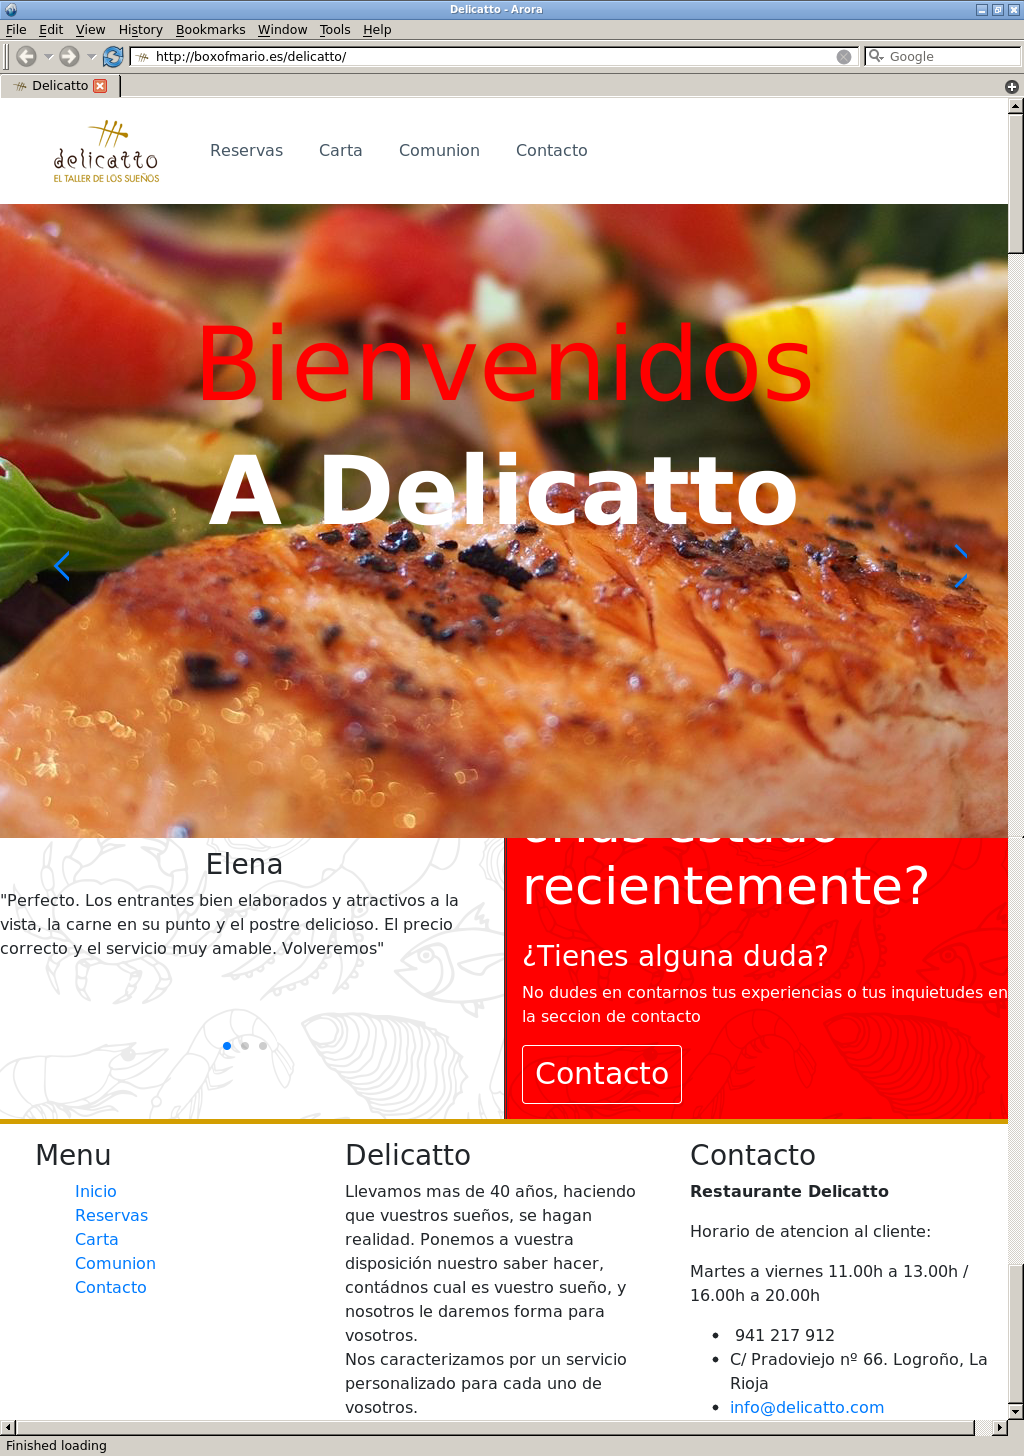 Delicatto - Arora
File Edit View History Bookmarks Window Tools Help
http://boxofmario.es/delicatto/
Google
Delicatto
delicatto
EL TALLER DE LOS SUEÑOS
Reservas Carta Comunion Contacto
Bienvenidos
A Delicatto
Elena
"Perfecto. Los entrantes bien elaborados y atractivos a la
vista, la carne en su punto y el postre delicioso. El precio
correcto y el servicio muy amable. Volveremos"
recientemente?
¿Tienes alguna duda?
No dudes en contarnos tus experiencias o tus inquietudes en
la seccion de contacto
Contacto
Menu
Inicio
Reservas
Carta
Comunion
Contacto
Delicatto
Llevamos mas de 40 años, haciendo
que vuestros sueños, se hagan
realidad. Ponemos a vuestra
disposición nuestro saber hacer,
contádnos cual es vuestro sueño, y
nosotros le daremos forma para
vosotros.
Nos caracterizamos por un servicio
personalizado para cada uno de
vosotros.
Contacto
Restaurante Delicatto
Horario de atencion al cliente:
Martes a viernes 11.00h a 13.00h /
16.00h a 20.00h
941 217 912
C/ Pradoviejo nº 66. Logroño, La
Rioja
info@delicatto.com
Finished loading